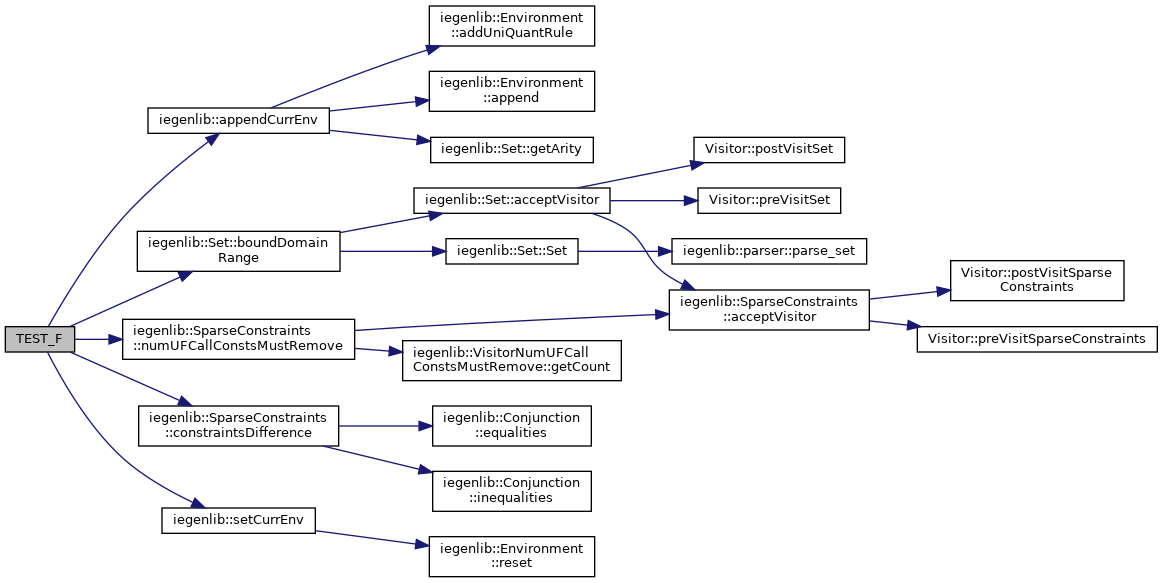 TEST_F
iegenlib::appendCurrEnv
iegenlib::Environment
::addUniQuantRule
iegenlib::Environment
::append
iegenlib::Set::getArity
iegenlib::Set::boundDomain
Range
iegenlib::Set::acceptVisitor
Visitor::postVisitSet
Visitor::preVisitSet
iegenlib::Set::Set
iegenlib::parser::parse_set
iegenlib::SparseConstraints
::acceptVisitor
Visitor::postVisitSparse
Constraints
Visitor::preVisitSparseConstraints
iegenlib::SparseConstraints
::numUFCallConstsMustRemove
iegenlib::VisitorNumUFCall
ConstsMustRemove::getCount
iegenlib::SparseConstraints
::constraintsDifference
iegenlib::Conjunction
::equalities
iegenlib::Conjunction
::inequalities
iegenlib::setCurrEnv
iegenlib::Environment
::reset